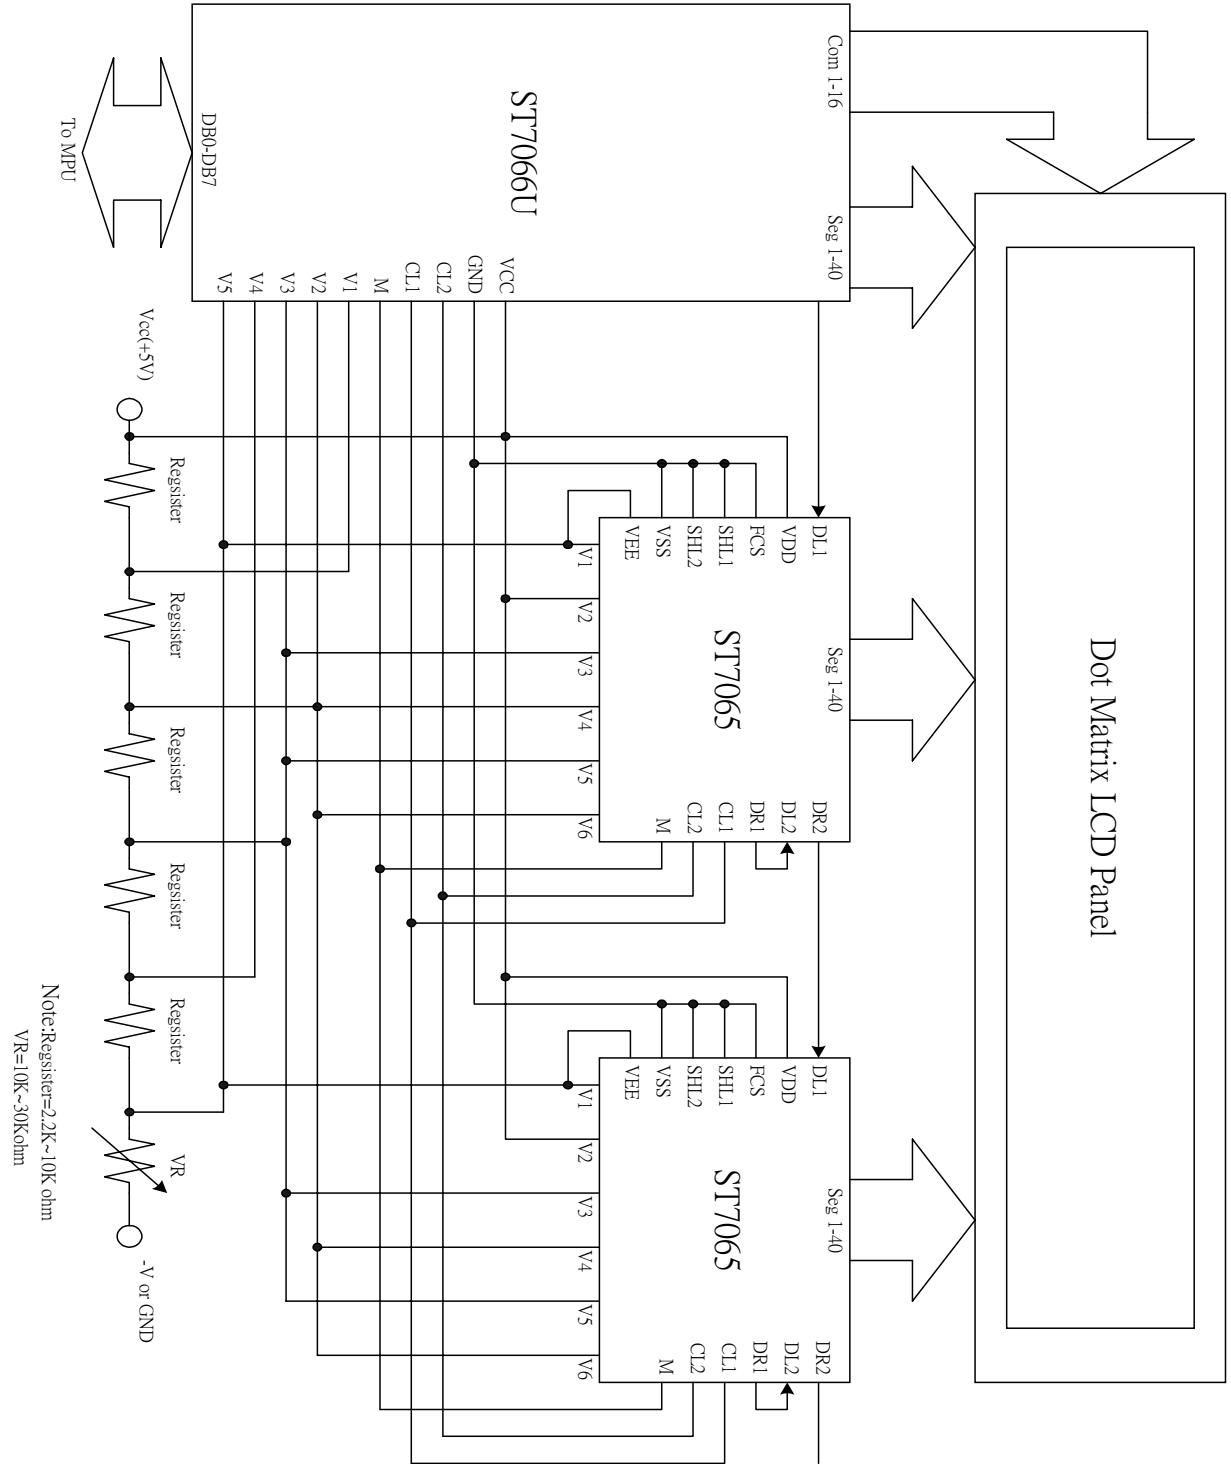 Dot Matrix LCD Panel
Com 1-16
Seg 1-40
ST7066U
DB0-DB7
To MPU
VCC
GND
CL2
CL1
M
V1
V2
V3
V4
V5
Seg 1-40
ST7065
DL1
VDD
FCS
SHL1
SHL2
VSS
VEE
V1
V2
V3
V4
V5
V6
DR2
DL2
DR1
CL1
CL2
M
Seg 1-40
ST7065
DL1
VDD
FCS
SHL1
SHL2
VSS
VEE
V1
V2
V3
V4
V5
V6
DR2
DL2
DR1
CL1
CL2
M
Vcc(+5V)
Regsister
Regsister
Regsister
Regsister
Regsister
VR
-V or GND
Note:Regsister=2.2K~10K ohm
VR=10K~30Kohm